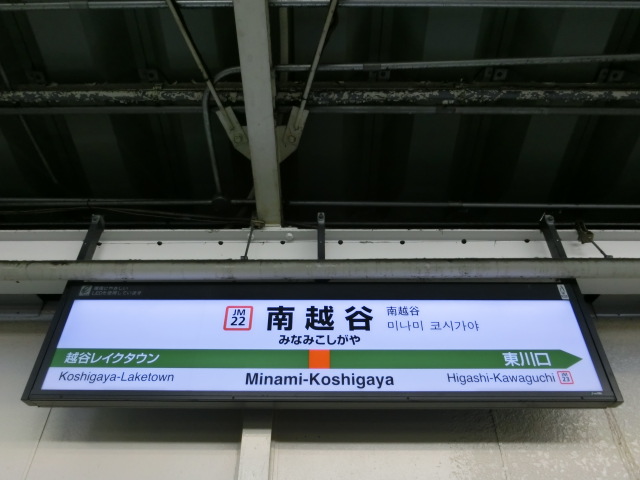 JM
22
南越谷
南越谷
미나미 코시가야
みなみこしがや
越谷レイクタウン
東川口
Koshigaya-Laketown
Minami-Koshigaya
Higashi-Kawaguchi
JM
23